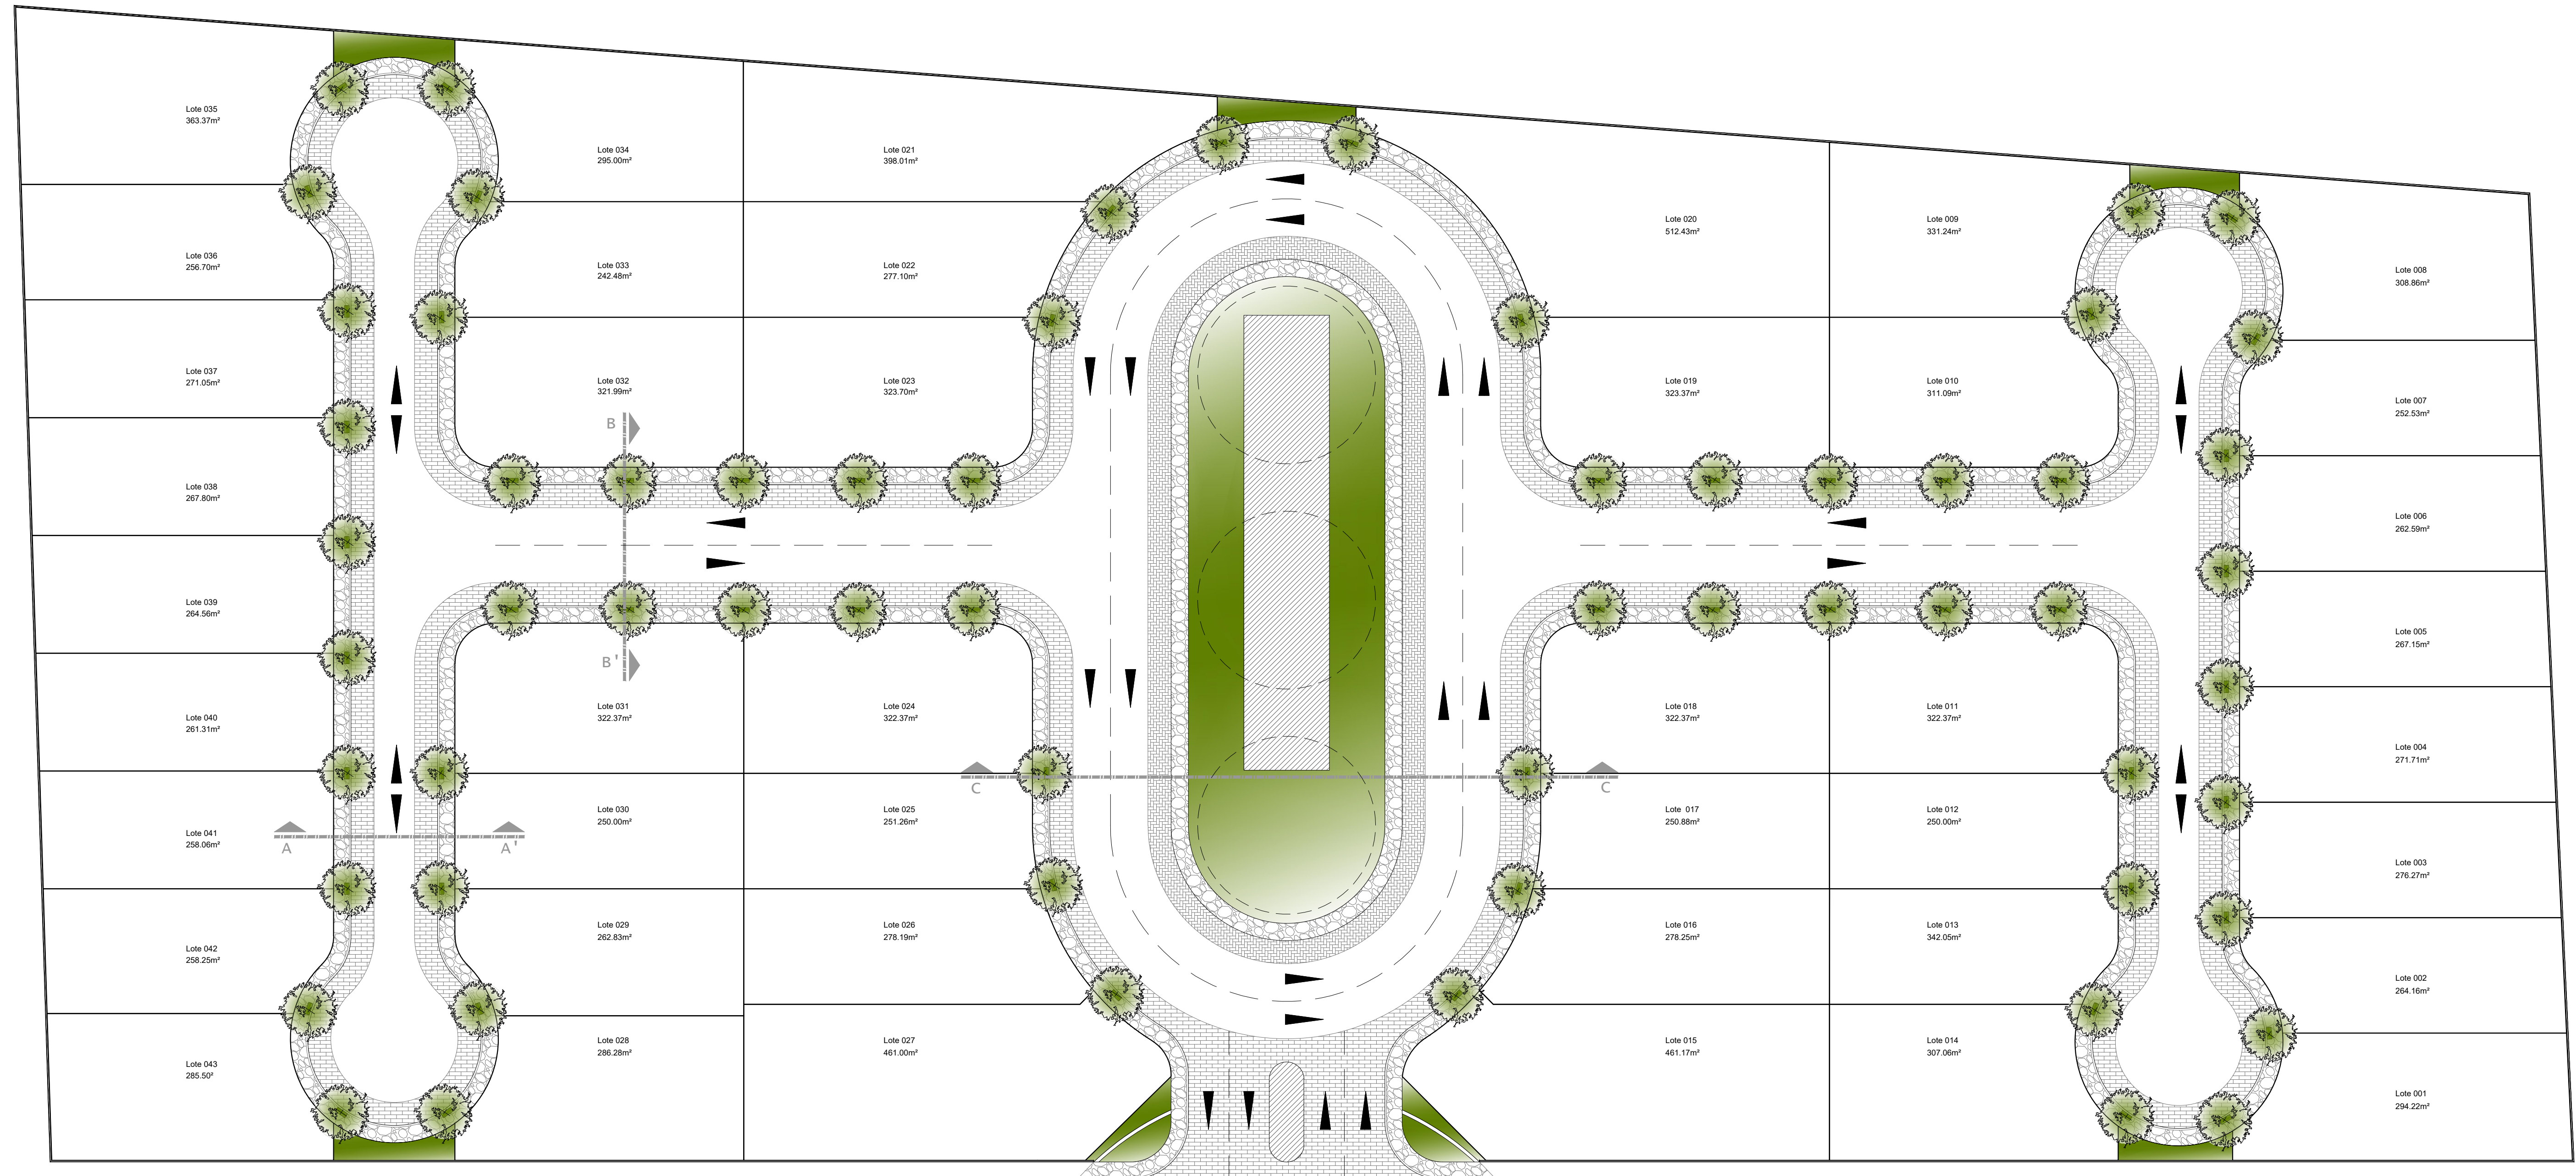 Lote 035
363.37m²
Lote 034
295.00m²
Lote 021
398.01m²
Lote 020
512.43m²
Lote 009
331.24m²
Lote 036
256.70m²
Lote 033
242.48m²
Lote 022
277.10m²
Lote 008
308.86m²
Lote 037
271.05m²
Lote 032
321.99m²
Lote 023
323.70m²
Lote 019
323.37m²
Lote 010
311.09m²
Lote 007
252.53m²
B
Lote 038
267.80m²
Lote 006
262.59m²
Lote 039
264.56m²
Lote 005
267.15m²
B'
Lote 040
261.31m²
Lote 031
322.37m²
Lote 024
322.37m²
Lote 018
322.37m²
Lote 011
322.37m²
Lote 004
271.71m²
C
C
Lote 041
258.06m²
Lote 030
250.00m²
Lote 025
251.26m²
Lote 017
250.88m²
Lote 012
250.00m²
A
A'
Lote 003
276.27m²
Lote 042
258.25m²
Lote 029
262.83m²
Lote 026
278.19m²
Lote 016
278.25m²
Lote 013
342.05m²
Lote 002
264.16m²
Lote 043
285.50²
Lote 028
286.28m²
Lote 027
461.00m²
Lote 015
461.17m²
Lote 014
307.06m²
Lote 001
294.22m²